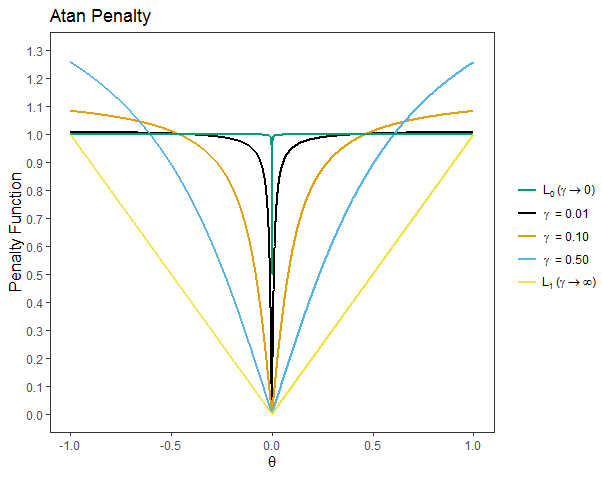 Atan Penalty
Penalty Function
1.3
1.2
1.1
1.0
0.9
0.8
0.7
0.6
0.5
0.4
0.3
0.2
0.1
0.0
-1.0 -0.5 0.0 0.5 1.0
θ
L₀ (γ → 0)
γ = 0.01
γ = 0.10
γ = 0.50
L₁ (γ → ∞)